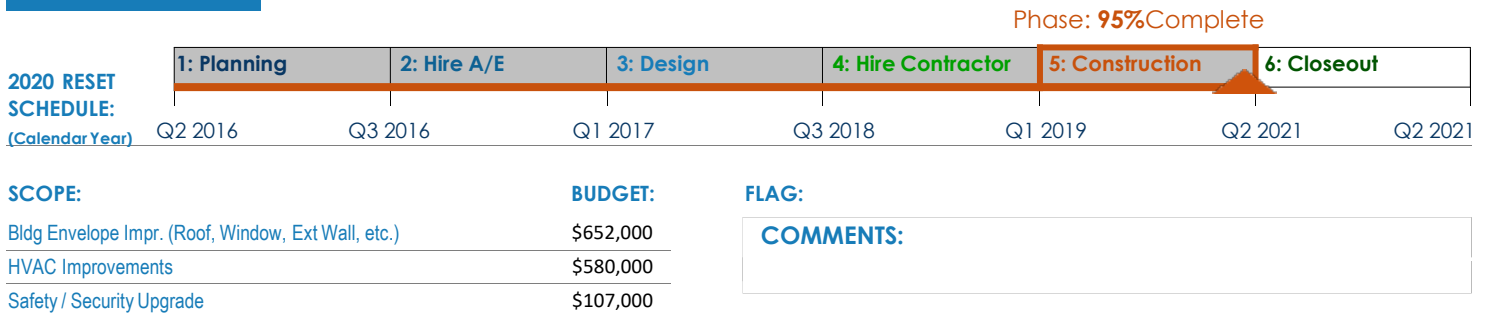 Phase: 95%Complete
1: Planning 2: Hire A/E 3: Design 4: Hire Contractor 5: Construction 6: Closeout
2020 RESET
SCHEDULE:
(Calendar Year) Q2 2016 Q3 2016 Q1 2017 Q3 2018 Q1 2019 Q2 2021 Q2 2021
SCOPE: BUDGET: FLAG:
Bldg Envelope Impr. (Roof, Window, Ext Wall, etc.) $652,000 COMMENTS:
HVAC Improvements $580,000
Safety / Security Upgrade $107,000